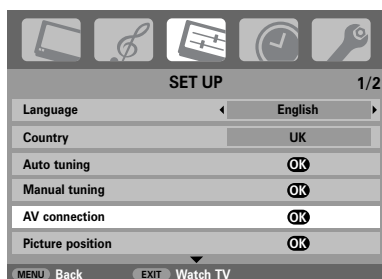 SET UP 1/2
Language English
Country UK
Auto tuning OK
Manual tuning OK
AV connection OK
Picture position OK
MENU Back EXIT Watch TV